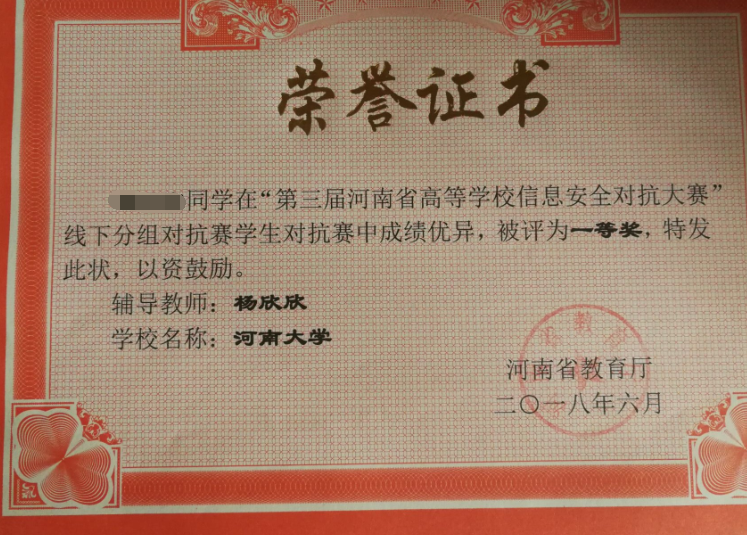 荣誉证书
同学在“第三届河南省高等学校信息安全对抗大赛”
线下分组对抗赛学生对抗赛中成绩优异，被评为一等奖，特发
此状，以资鼓励。
辅导教师：杨欣欣
学校名称：河南大学
河南省教育厅
二〇一八年六月